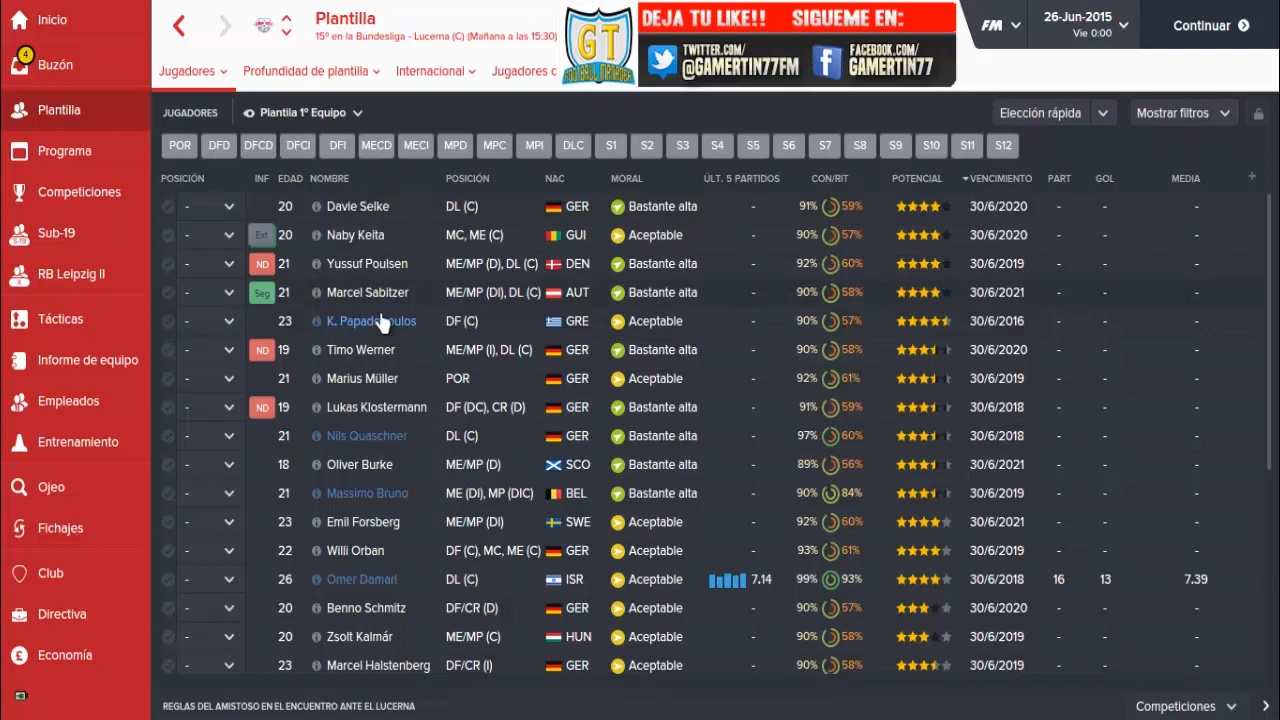 Inicio
4
Buzón
Plantilla
Programa
Competiciones
Sub-19
RB Leipzig II
Tácticas
Informe de equipo
Empleados
Entrenamiento
Ojeo
Fichajes
Club
Directiva
Economía
Plantilla
15º en la Bundesliga - Lucerna (C) (Mañana a las 15:30)
Jugadores
Profundidad de plantilla
Internacional
Jugadores c
GT
FOOTBALL MANAGER
DEJA TU LIKE!! SIGUEME EN:
TWITTER.COM/
@GAMERTIN77FM
FACEBOOK.COM/
GAMERTIN77
FM
26-Jun-2015
Vie 0:00
Continuar
JUGADORES
Plantilla 1º Equipo
Elección rápida
Mostrar filtros
POR DFD DFCD DFCI DFI MECD MECI MPD MPC MPI DLC S1 S2 S3 S4 S5 S6 S7 S8 S9 S10 S11 S12
POSICIÓN INF EDAD NOMBRE POSICIÓN NAC MORAL ÚLT. 5 PARTIDOS CON/RIT POTENCIAL VENCIMIENTO PART GOL MEDIA +
- 20 Davie Selke DL (C) GER Bastante alta - 91% 59% 30/6/2020 - - -
- Ext 20 Naby Keita MC, ME (C) GUI Aceptable - 90% 57% 30/6/2020 - - -
- ND 21 Yussuf Poulsen ME/MP (D), DL (C) DEN Bastante alta - 92% 60% 30/6/2019 - - -
- Seg 21 Marcel Sabitzer ME/MP (DI), DL (C) AUT Bastante alta - 90% 58% 30/6/2021 - - -
- 23 K. Papadopoulos DF (C) GRE Aceptable - 90% 57% 30/6/2016 - - -
- ND 19 Timo Werner ME/MP (I), DL (C) GER Bastante alta - 90% 58% 30/6/2020 - - -
- 21 Marius Müller POR GER Aceptable - 92% 61% 30/6/2019 - - -
- ND 19 Lukas Klostermann DF (DC), CR (D) GER Bastante alta - 91% 59% 30/6/2018 - - -
- 21 Nils Quaschner DL (C) GER Bastante alta - 97% 60% 30/6/2018 - - -
- 18 Oliver Burke ME/MP (D) SCO Bastante alta - 89% 56% 30/6/2021 - - -
- 21 Massimo Bruno ME (DI), MP (DIC) BEL Bastante alta - 90% 84% 30/6/2019 - - -
- 23 Emil Forsberg ME/MP (DI) SWE Aceptable - 92% 60% 30/6/2021 - - -
- 22 Willi Orban DF (C), MC, ME (C) GER Aceptable - 93% 61% 30/6/2019 - - -
- 26 Omer Damari DL (C) ISR Aceptable 7.14 99% 93% 30/6/2018 16 13 7.39
- 20 Benno Schmitz DF/CR (D) GER Aceptable - 90% 57% 30/6/2020 - - -
- 20 Zsolt Kalmár ME/MP (C) HUN Aceptable - 90% 58% 30/6/2019 - - -
- 23 Marcel Halstenberg DF/CR (I) GER Aceptable - 90% 58% 30/6/2019 - - -
REGLAS DEL AMISTOSO EN EL ENCUENTRO ANTE EL LUCERNA
Competiciones